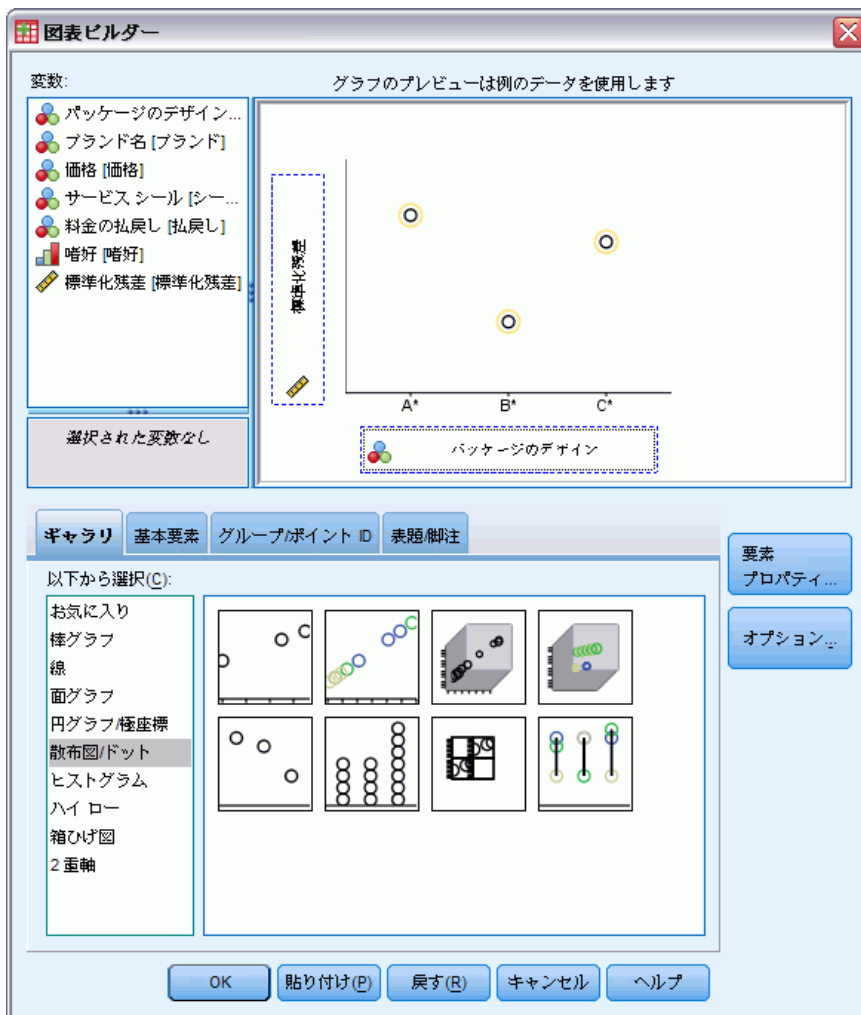 図表ビルダー
変数:
グラフのプレビューは例のデータを使用します
パッケージのデザイン...
ブランド名 [ブランド]
価格 [価格]
サービス シール [シー...
料金の払戻し [払戻し]
嗜好 [嗜好]
標準化残差 [標準化残差]
選択された変数なし
標準化残差
A* B* C*
パッケージのデザイン
ギャラリ 基本要素 グループ/ポイント ID 表題/脚注
以下から選択(C):
お気に入り
棒グラフ
線
面グラフ
円グラフ/極座標
散布図/ドット
ヒストグラム
ハイ ロー
箱ひげ図
2 重軸
要素
プロパティ...
オプション...
OK 貼り付け(P) 戻す(R) キャンセル ヘルプ